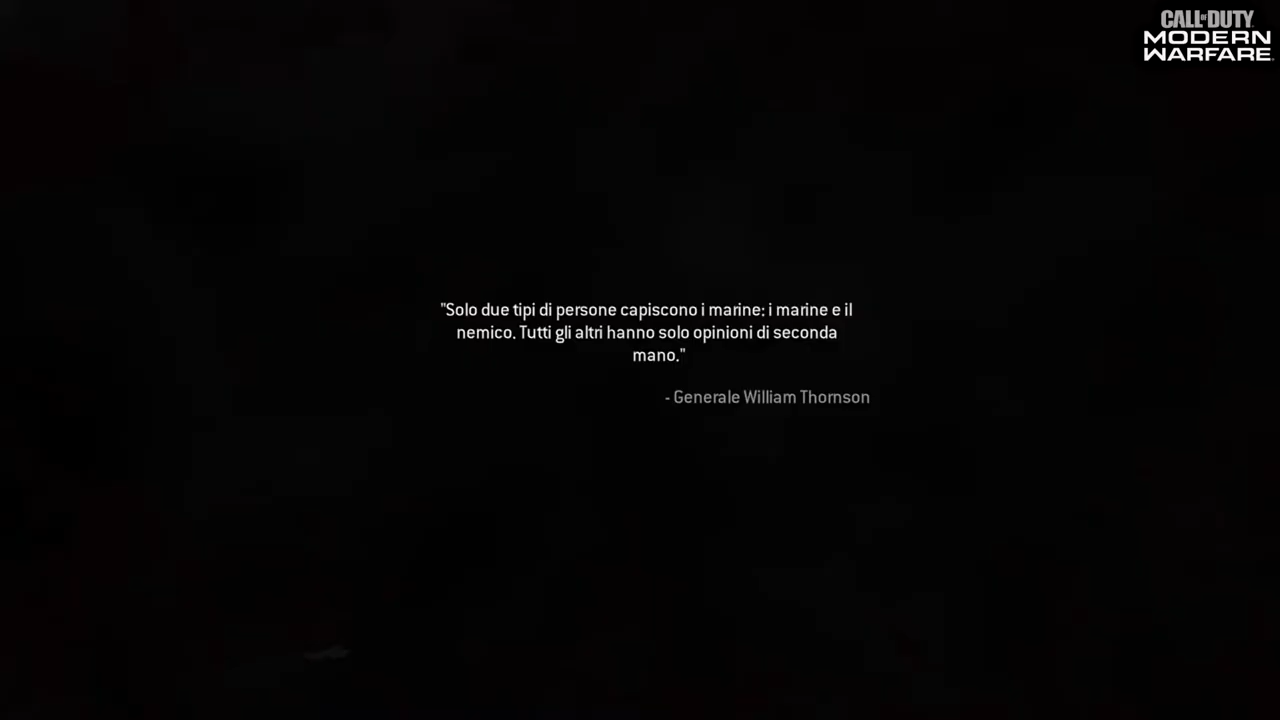 CALL OF DUTY
MODERN
WARFARE
"Solo due tipi di persone capiscono i marine: i marine e il
nemico. Tutti gli altri hanno solo opinioni di seconda
mano."
- Generale William Thornson